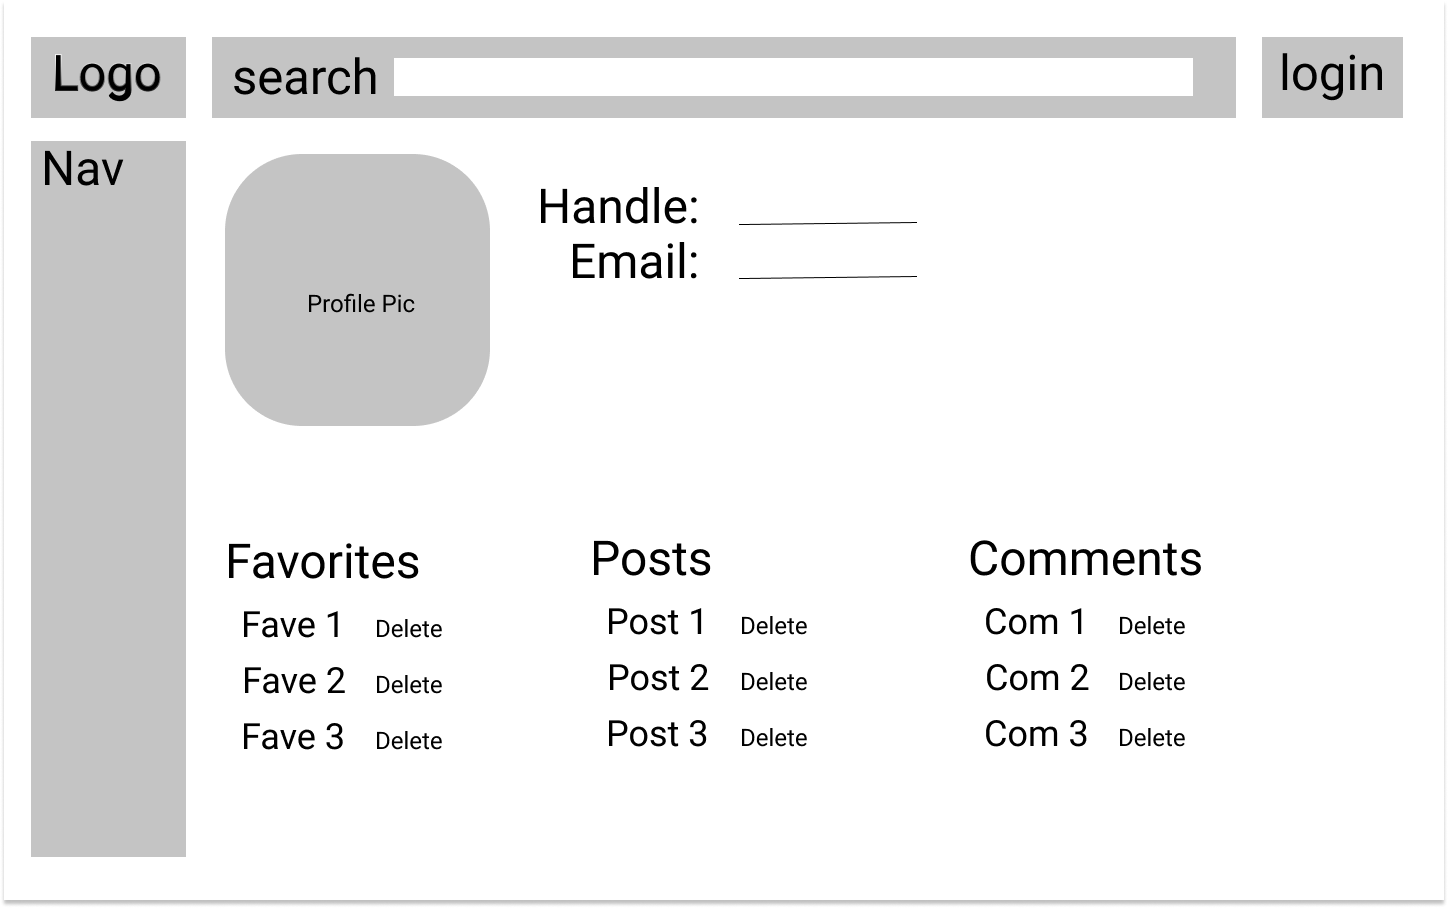 Logo
search
login
Nav
Profile Pic
Handle:
Email:
Favorites
Fave 1 Delete
Fave 2 Delete
Fave 3 Delete
Posts
Post 1 Delete
Post 2 Delete
Post 3 Delete
Comments
Com 1 Delete
Com 2 Delete
Com 3 Delete